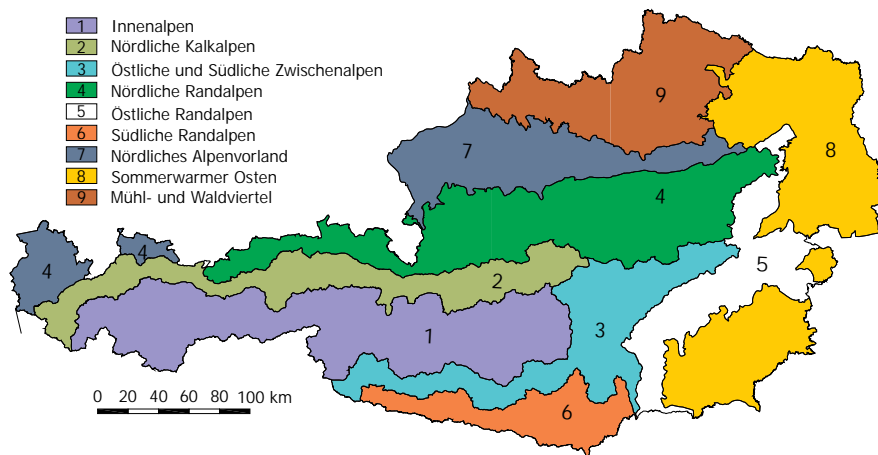 1 Innenalpen
2 Nördliche Kalkalpen
3 Östliche und Südliche Zwischenalpen
4 Nördliche Randalpen
5 Östliche Randalpen
6 Südliche Randalpen
7 Nördliches Alpenvorland
8 Sommerwarmer Osten
9 Mühl- und Waldviertel
9
7
8
4
4
4
5
2
1
3
6
0 20 40 60 80 100 km